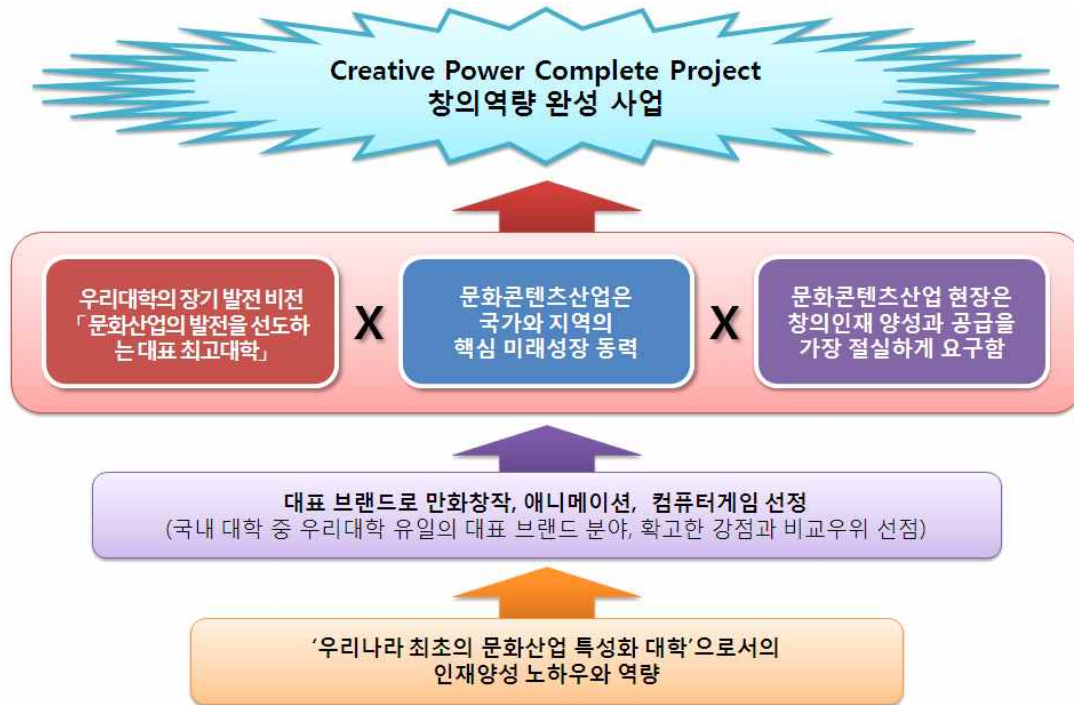 Creative Power Complete Project
창의역량 완성 사업
우리대학의 장기 발전 비전
「문화산업의 발전을 선도하
는 대표 최고대학」
X
문화콘텐츠산업은
국가와 지역의
핵심 미래성장 동력
X
문화콘텐츠산업 현장은
창의인재 양성과 공급을
가장 절실하게 요구함
대표 브랜드로 만화창작, 애니메이션, 컴퓨터게임 선정
(국내 대학 중 우리대학 유일의 대표 브랜드 분야, 확고한 강점과 비교우위 선점)
‘우리나라 최초의 문화산업 특성화 대학’으로서의
인재양성 노하우와 역량